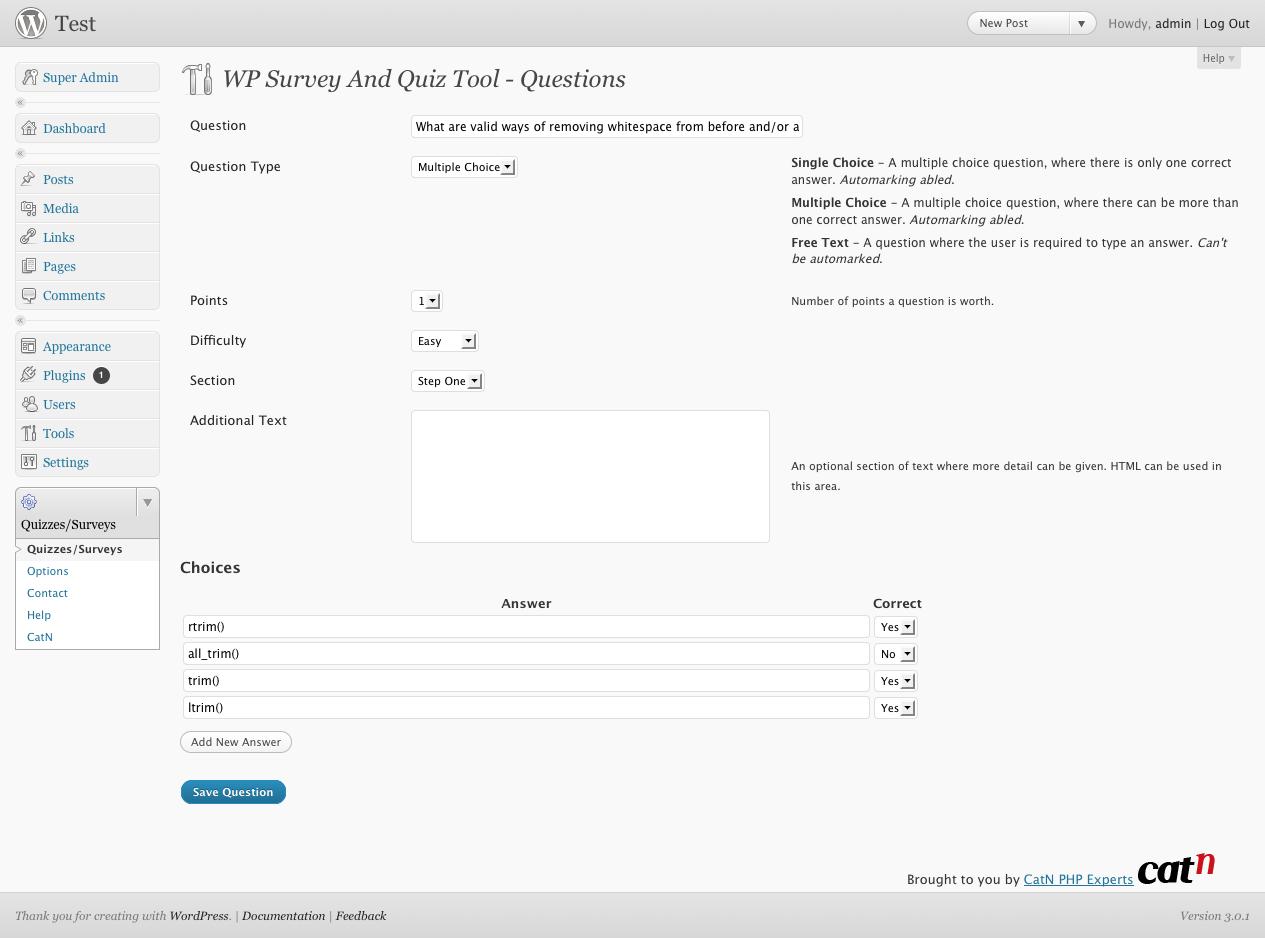 Test
New Post
Howdy, admin | Log Out
Help
Super Admin
Dashboard
Posts
Media
Links
Pages
Comments
Appearance
Plugins 1
Users
Tools
Settings
Quizzes/Surveys
Quizzes/Surveys
Options
Contact
Help
CatN
WP Survey And Quiz Tool - Questions
Question
What are valid ways of removing whitespace from before and/or a
Question Type
Multiple Choice
Single Choice – A multiple choice question, where there is only one correct
answer. Automarking abled.
Multiple Choice – A multiple choice question, where there can be more than
one correct answer. Automarking abled.
Free Text – A question where the user is required to type an answer. Can't
be automarked.
Points
1
Number of points a question is worth.
Difficulty
Easy
Section
Step One
Additional Text
An optional section of text where more detail can be given. HTML can be used in
this area.
Choices
Answer Correct
rtrim() Yes
all_trim() No
trim() Yes
ltrim() Yes
Add New Answer
Save Question
Brought to you by CatN PHP Experts catn
Thank you for creating with WordPress. | Documentation | Feedback
Version 3.0.1